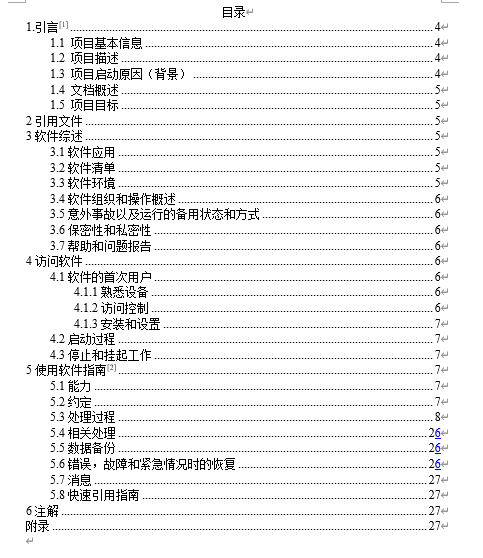 目录
1.引言[1] 4
1.1 项目基本信息 4
1.2 项目描述 4
1.3 项目启动原因（背景） 4
1.4 文档概述 5
1.5 项目目标 5
2 引用文件 5
3 软件综述 5
3.1 软件应用 5
3.2 软件清单 5
3.3 软件环境 5
3.4 软件组织和操作概述 6
3.5 意外事故以及运行的备用状态和方式 6
3.6 保密性和私密性 6
3.7 帮助和问题报告 6
4 访问软件 6
4.1 软件的首次用户 6
4.1.1 熟悉设备 6
4.1.2 访问控制 6
4.1.3 安装和设置 7
4.2 启动过程 7
4.3 停止和挂起工作 7
5 使用软件指南[2] 7
5.1 能力 7
5.2 约定 7
5.3 处理过程 8
5.4 相关处理 26
5.5 数据备份 26
5.6 错误，故障和紧急情况时的恢复 26
5.7 消息 27
5.8 快速引用指南 27
6 注解 27
附录 27